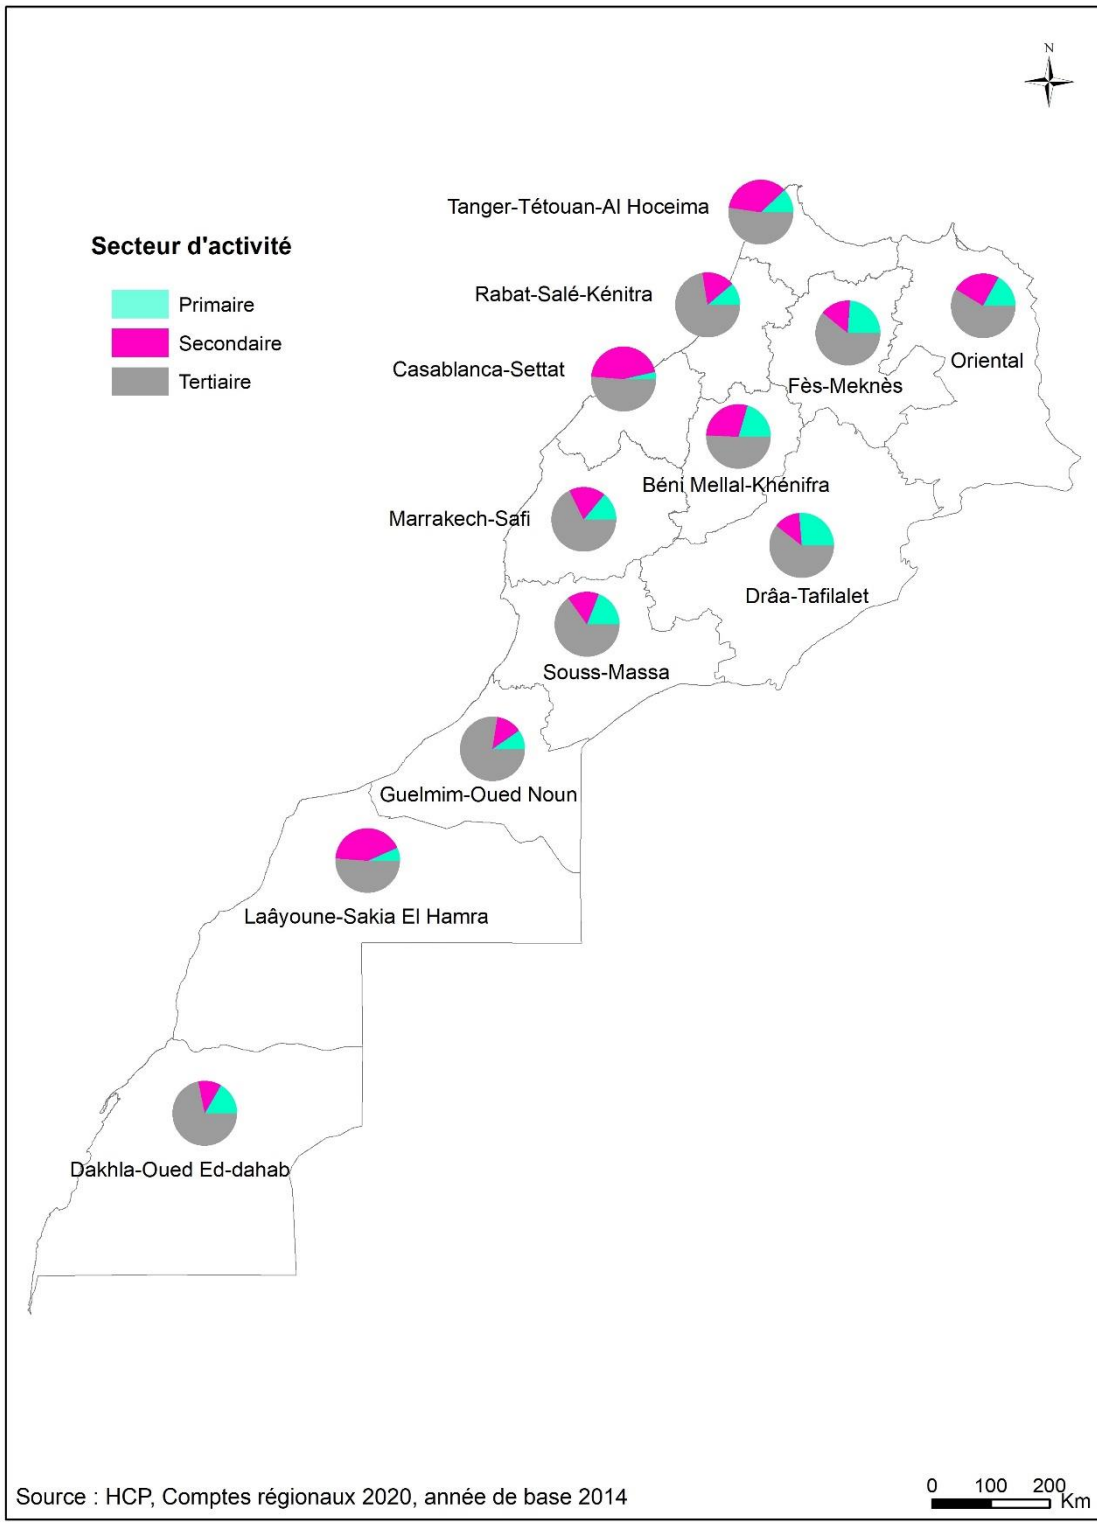 N
Tanger-Tétouan-Al Hoceima
Secteur d'activité
Primaire
Secondaire
Tertiaire
Rabat-Salé-Kénitra
Oriental
Casablanca-Settat
Fès-Meknès
Béni Mellal-Khénifra
Marrakech-Safi
Drâa-Tafilalet
Souss-Massa
Guelmim-Oued Noun
Laâyoune-Sakia El Hamra
Dakhla-Oued Ed-dahab
Source : HCP, Comptes régionaux 2020, année de base 2014
0 100 200
Km